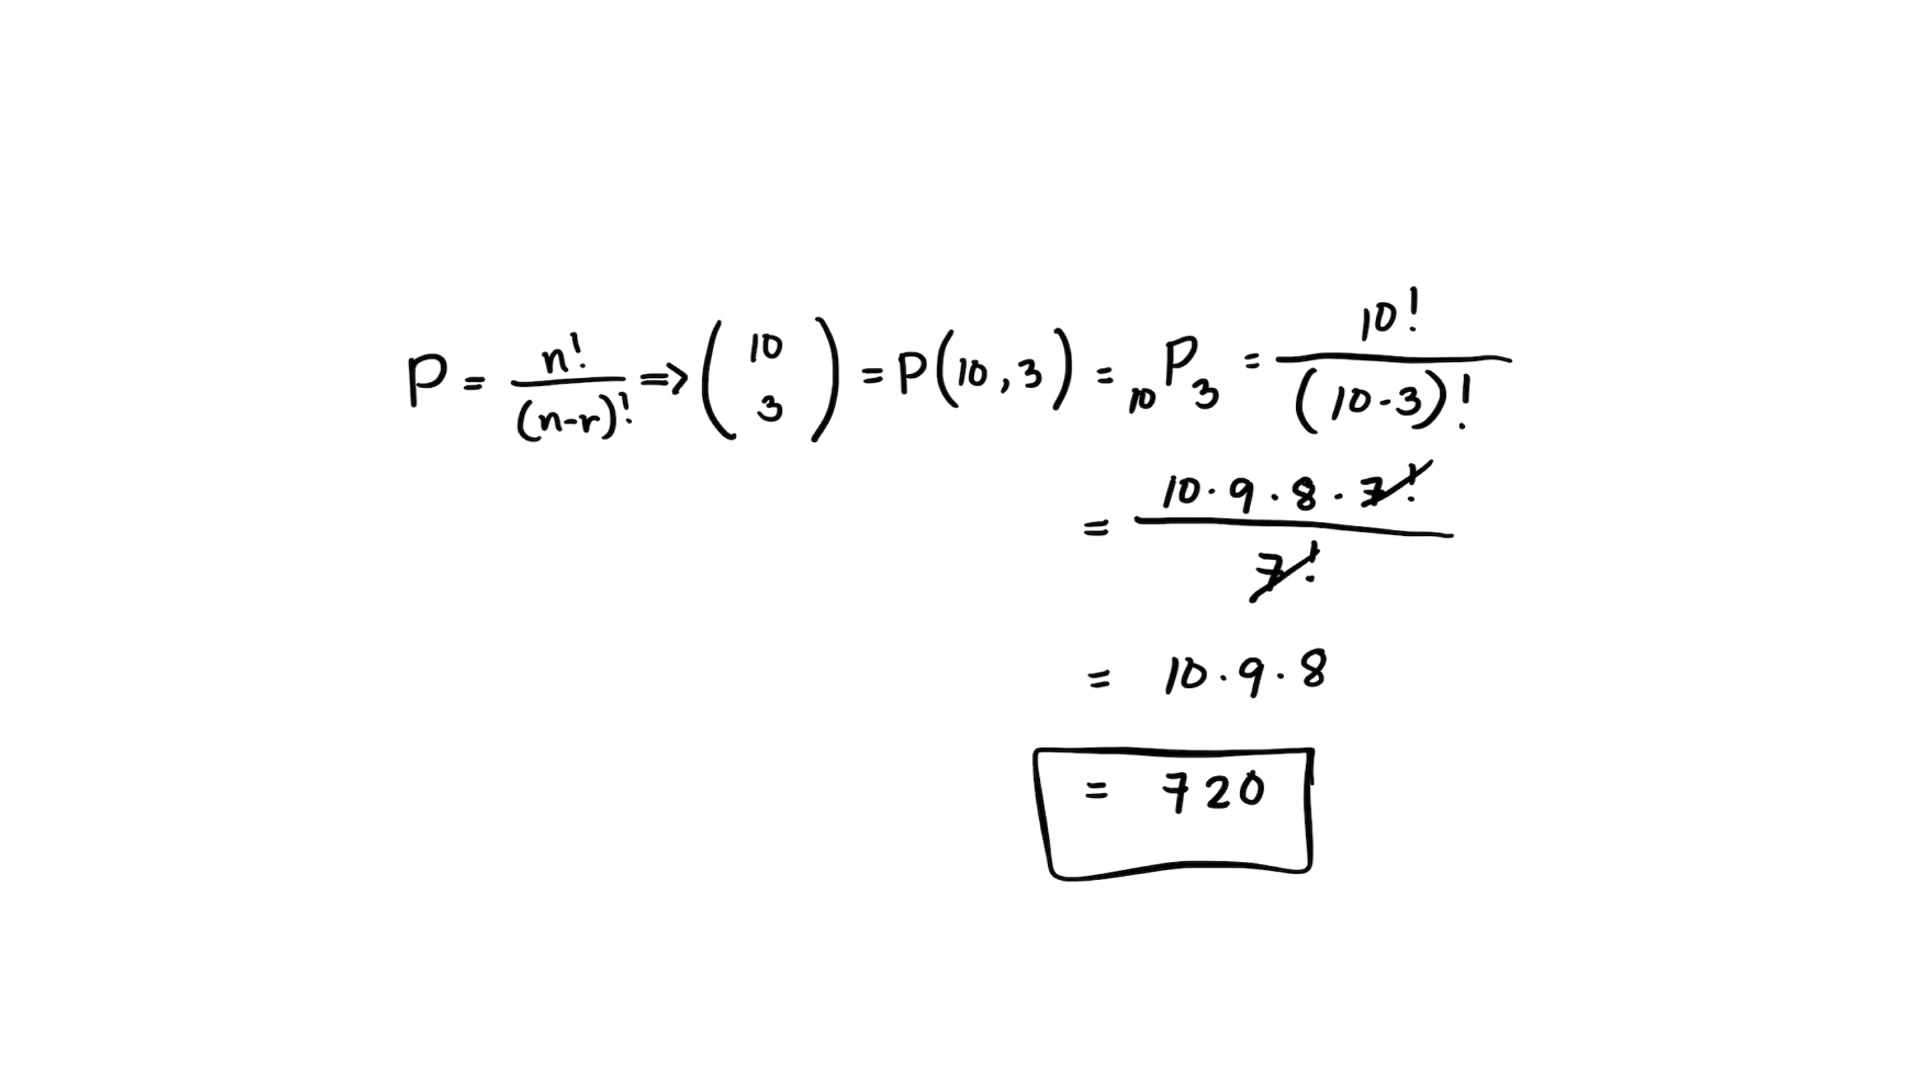 P = n!/(n-r)! => (10 3) = P(10,3) = ₁₀P₃ = 10!/(10-3)!
= 10·9·8·7!/7!
= 10·9·8
= 720